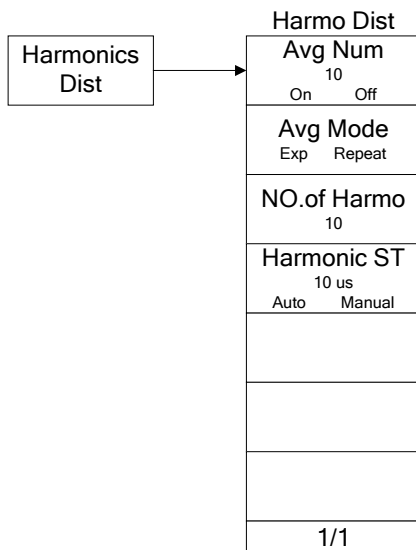 Harmo Dist
Harmonics
Dist
Avg Num
10
On Off
Avg Mode
Exp Repeat
NO.of Harmo
10
Harmonic ST
10 us
Auto Manual
1/1